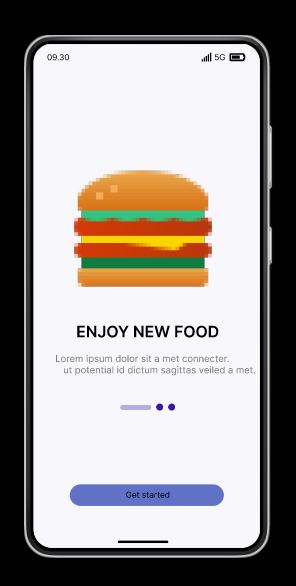 09.30
5G
ENJOY NEW FOOD
Lorem ipsum dolor sit a met connecter.
ut potential id dictum sagittas veiled a met.
Get started